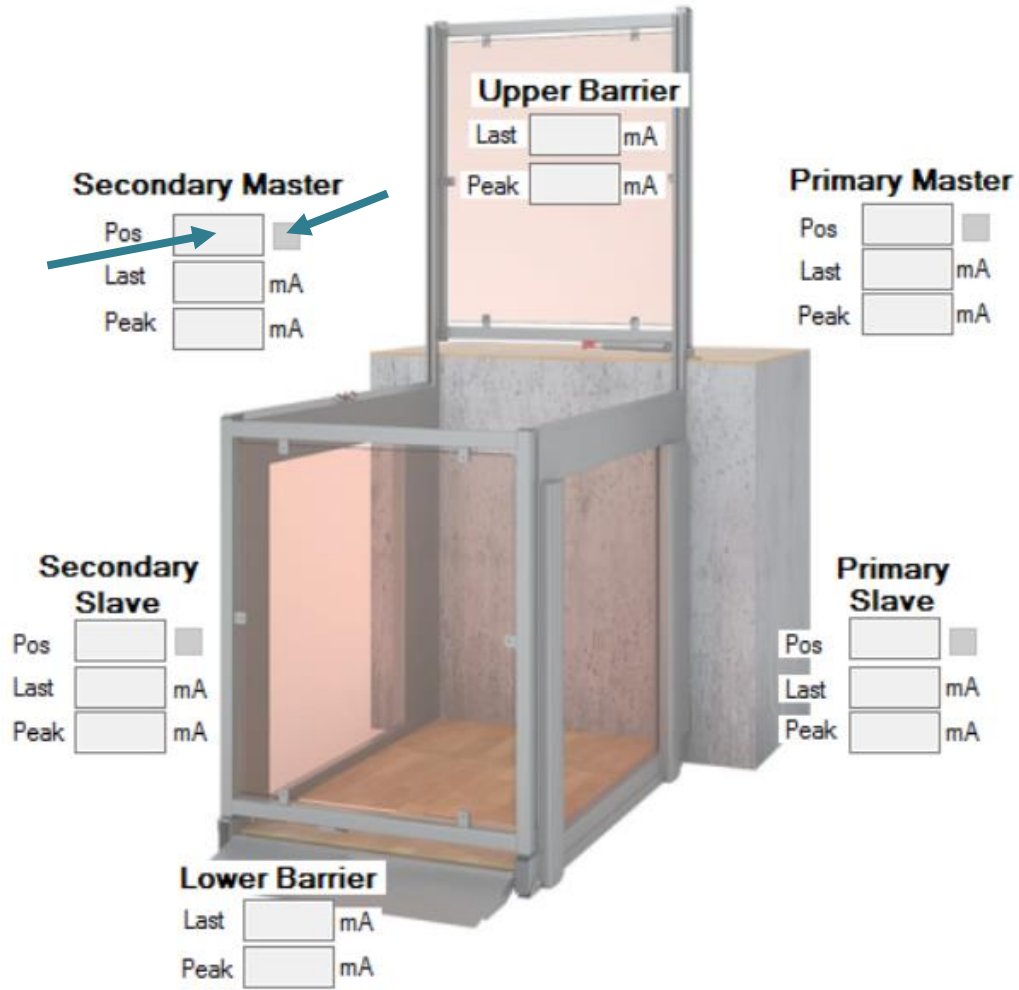 Upper Barrier
Last mA
Peak mA
Secondary Master
Pos
Last mA
Peak mA
Primary Master
Pos
Last mA
Peak mA
Secondary
Slave
Pos
Last mA
Peak mA
Primary
Slave
Pos
Last mA
Peak mA
Lower Barrier
Last mA
Peak mA